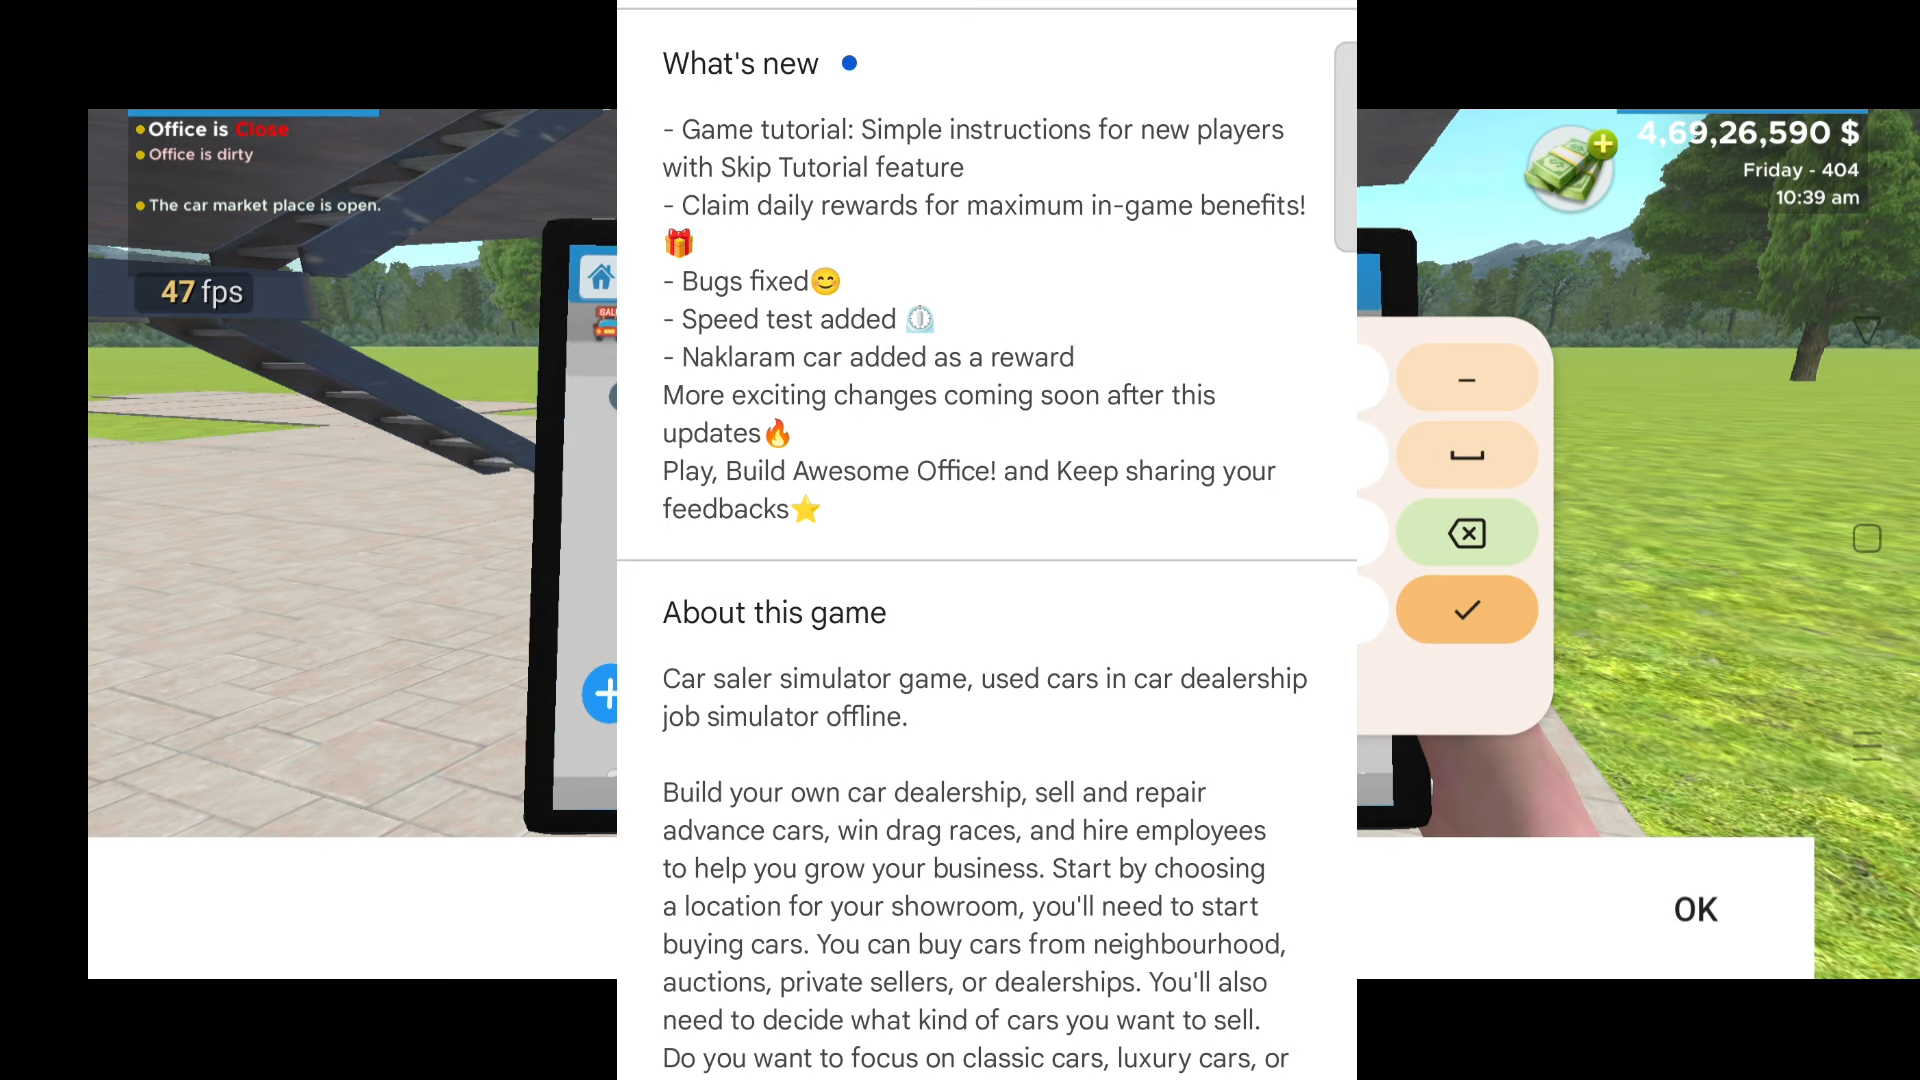 What's new
- Game tutorial: Simple instructions for new players
with Skip Tutorial feature
- Claim daily rewards for maximum in-game benefits!
🎁
- Bugs fixed😊
- Speed test added ⏲️
- Naklaram car added as a reward
More exciting changes coming soon after this
updates🔥
Play, Build Awesome Office! and Keep sharing your
feedbacks⭐
About this game
Car saler simulator game, used cars in car dealership
job simulator offline.
Build your own car dealership, sell and repair
advance cars, win drag races, and hire employees
to help you grow your business. Start by choosing
a location for your showroom, you'll need to start
buying cars. You can buy cars from neighbourhood,
auctions, private sellers, or dealerships. You'll also
need to decide what kind of cars you want to sell.
Do you want to focus on classic cars, luxury cars, or
Office is Close
Office is dirty
The car market place is open.
47 fps
SAL
4,69,26,590 $
Friday - 404
10:39 am
OK